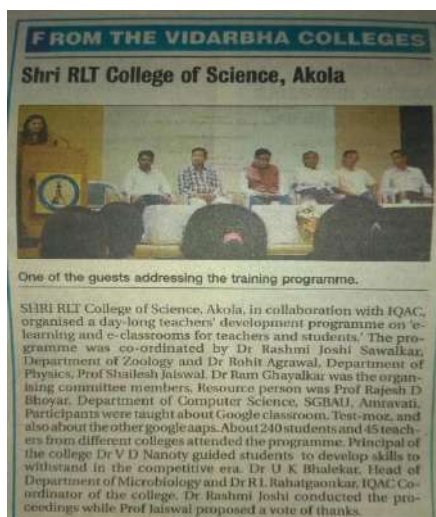 FROM THE VIDARBHA COLLEGES
Shri RLT College of Science, Akola
One of the guests addressing the training programme.
SHRI RLT College of Science, Akola, in collaboration with IQAC,
organised a day-long teachers' development programme on 'e-
learning and e-classrooms for teachers and students.' The pro-
gramme was co-ordinated by Dr Rashmi Joshi Sawalkar,
Department of Zoology and Dr Rohit Agrawal, Department of
Physics, Prof Shailesh Jaiswal. Dr Ram Ghayalkar was the organ-
ising committee members. Resource person was Prof Rajesh D
Bhoyar, Department of Computer Science, SGBAU, Amravati.
Participants were taught about Google classroom, Test-moz, and
also about the other google aaps. About 240 students and 45 teach-
ers from different colleges attended the programme. Principal of
the college Dr V D Nanoty guided students to develop skills to
withstand in the competitive era. Dr U K Bhalekar, Head of
Department of Microbiology and Dr R L Rahatgaonkar, IQAC Co-
ordinator of the college. Dr Rashmi Joshi conducted the pro-
ceedings while Prof Jaiswal proposed a vote of thanks.